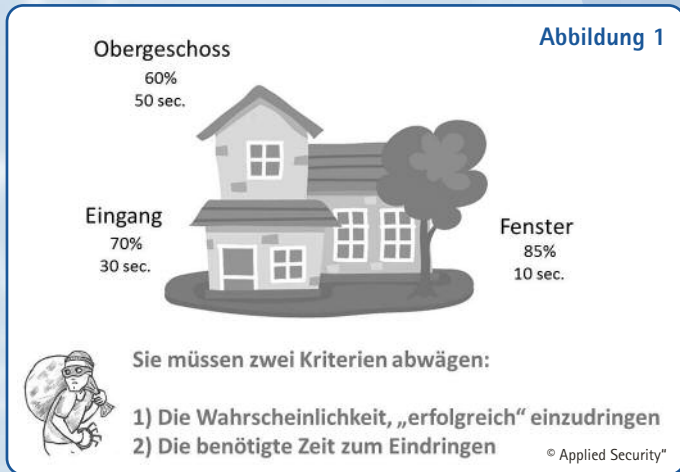 Abbildung 1
Obergeschoss
60%
50 sec.
Eingang
70%
30 sec.
Fenster
85%
10 sec.
Sie müssen zwei Kriterien abwägen:
1) Die Wahrscheinlichkeit, „erfolgreich“ einzudringen
2) Die benötigte Zeit zum Eindringen
© Applied Security"